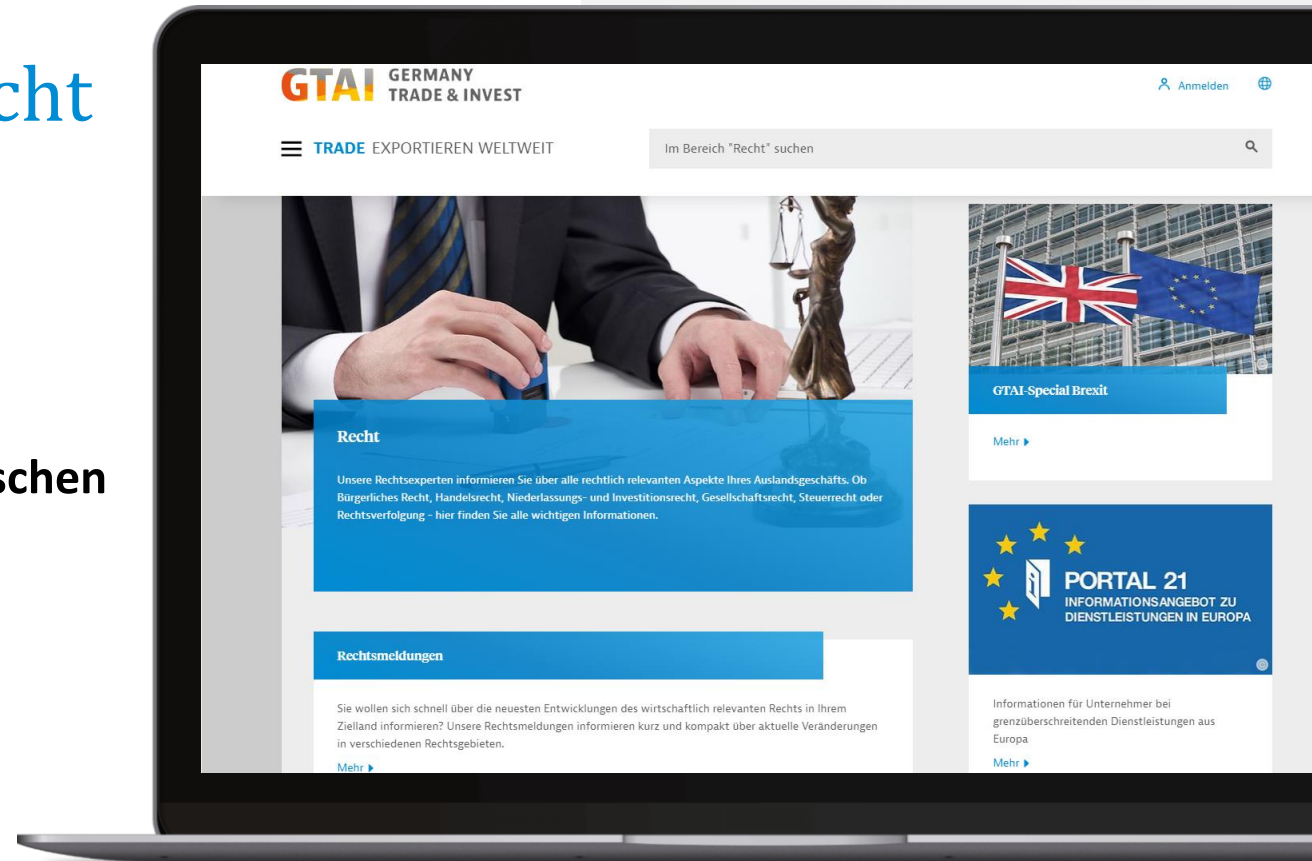 cht
schen
GTAI GERMANY
TRADE & INVEST
Anmelden
TRADE EXPORTIEREN WELTWEIT
Im Bereich "Recht" suchen
Recht
Unsere Rechtsexperten informieren Sie über alle rechtlich relevanten Aspekte Ihres Auslandsgeschäfts. Ob
Bürgerliches Recht, Handelsrecht, Niederlassungs- und Investitionsrecht, Gesellschaftsrecht, Steuerrecht oder
Rechtsverfolgung - hier finden Sie alle wichtigen Informationen.
Rechtsmeldungen
Sie wollen sich schnell über die neuesten Entwicklungen des wirtschaftlich relevanten Rechts in Ihrem
Zielland informieren? Unsere Rechtsmeldungen informieren kurz und kompakt über aktuelle Veränderungen
in verschiedenen Rechtsgebieten.
Mehr
GTAI-Special Brexit
Mehr
PORTAL 21
INFORMATIONSANGEBOT ZU
DIENSTLEISTUNGEN IN EUROPA
Informationen für Unternehmer bei
grenzüberschreitenden Dienstleistungen aus
Europa
Mehr